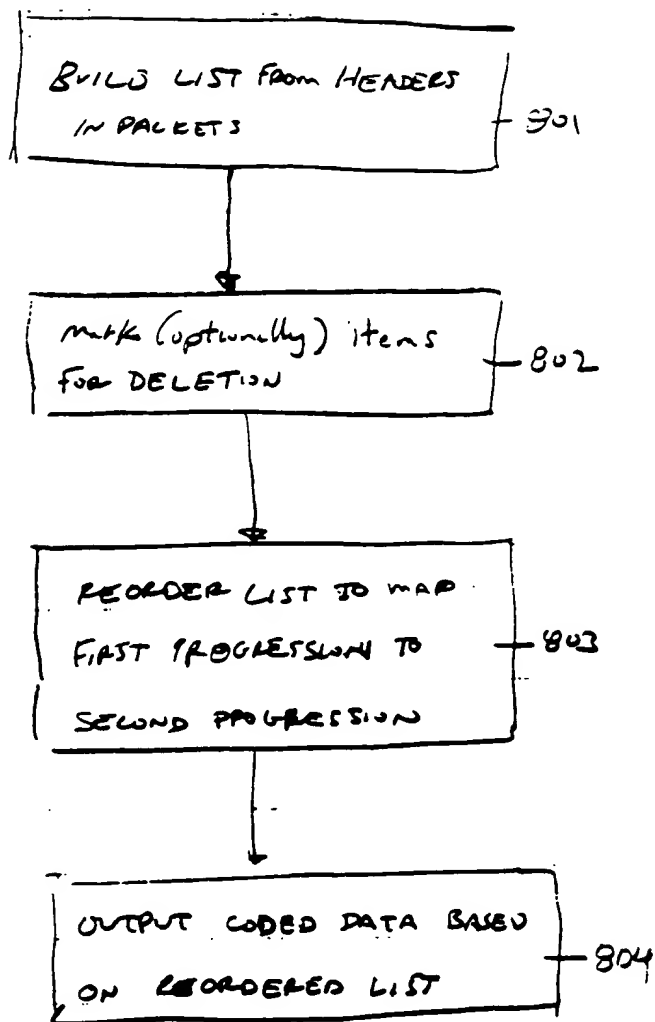 BUILD LIST FROM HEADERS
IN PACKETS
801
mark (optionally) items
FOR DELETION
802
REORDER LIST TO MAP
FIRST PROGRESSION TO
SECOND PROGRESSION
803
OUTPUT CODED DATA BASED
ON REORDERED LIST
804